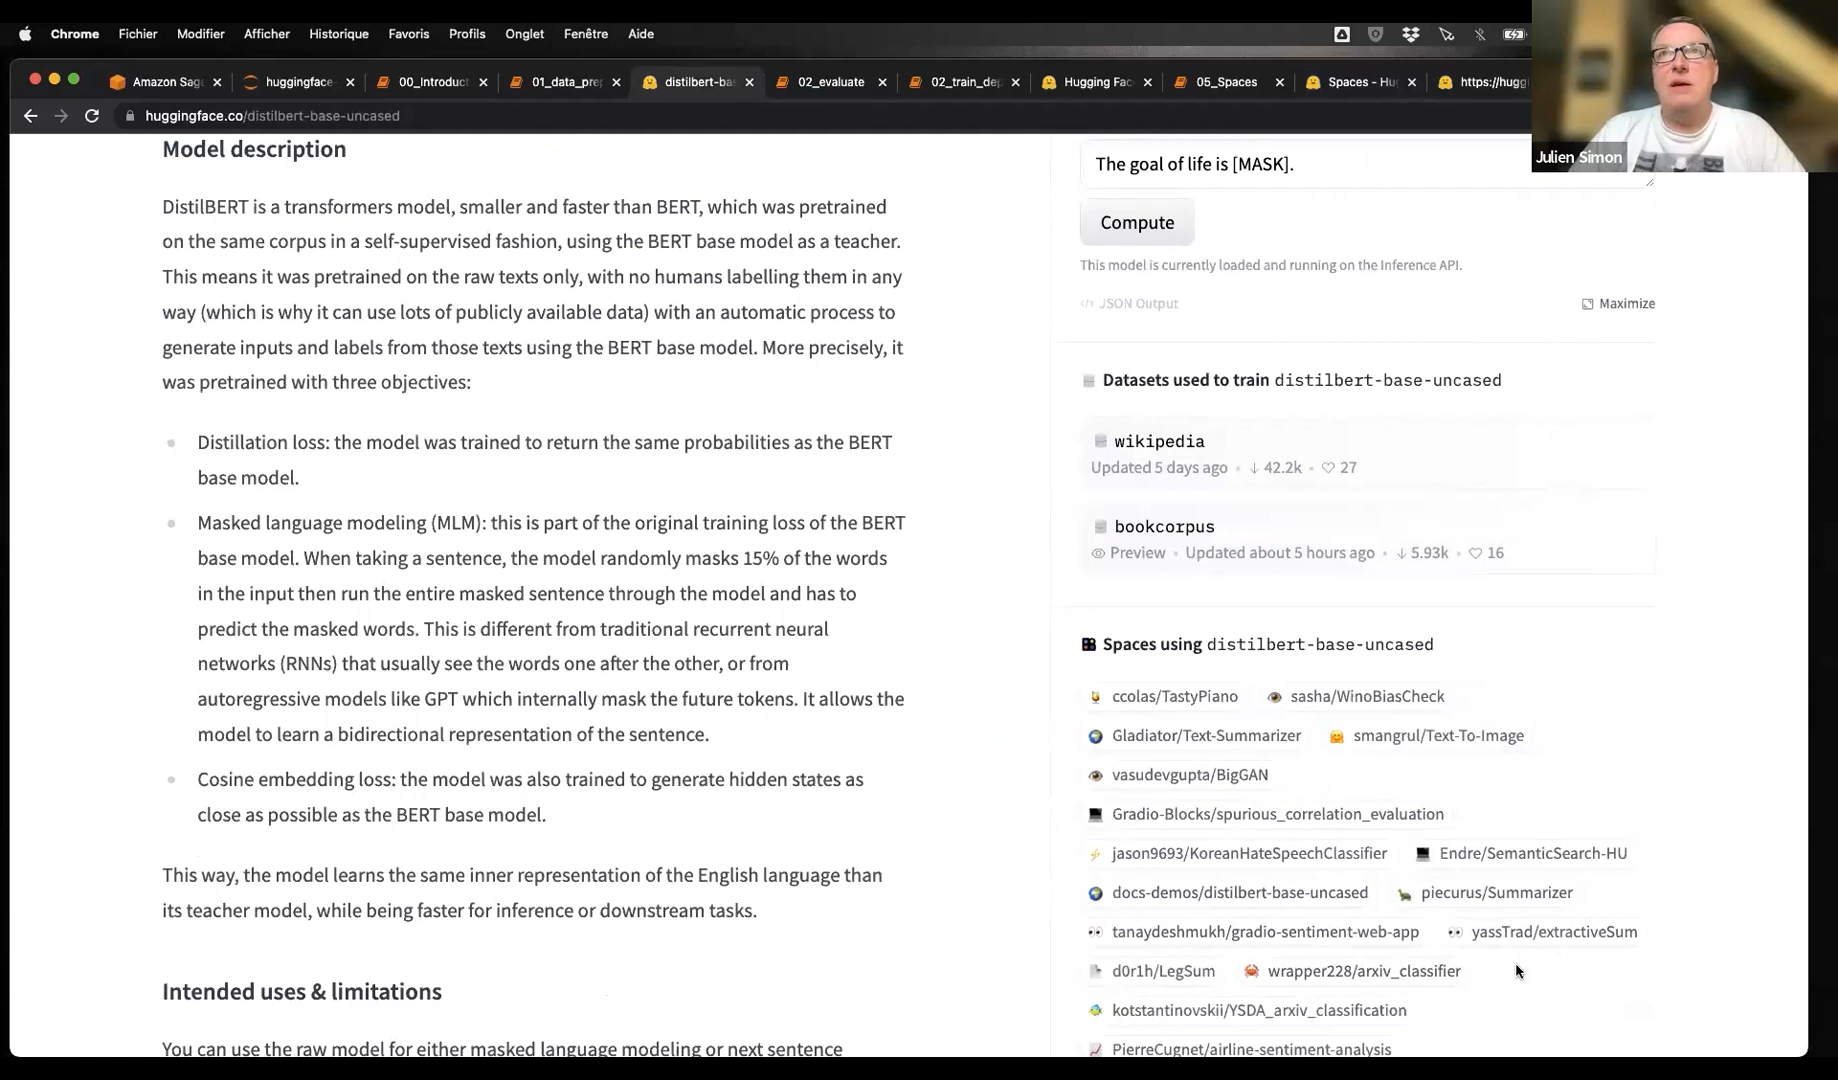 Chrome Fichier Modifier Afficher Historique Favoris Profils Onglet Fenêtre Aide
Amazon Sag
huggingface-
00_Introduct
01_data_pre
distilbert-bas
02_evaluate
02_train_dep
Hugging Fac
05_Spaces
Spaces - Hu
https://hugg
huggingface.co/distilbert-base-uncased
Julien Simon
Model description
DistilBERT is a transformers model, smaller and faster than BERT, which was pretrained
on the same corpus in a self-supervised fashion, using the BERT base model as a teacher.
This means it was pretrained on the raw texts only, with no humans labelling them in any
way (which is why it can use lots of publicly available data) with an automatic process to
generate inputs and labels from those texts using the BERT base model. More precisely, it
was pretrained with three objectives:
Distillation loss: the model was trained to return the same probabilities as the BERT
base model.
Masked language modeling (MLM): this is part of the original training loss of the BERT
base model. When taking a sentence, the model randomly masks 15% of the words
in the input then run the entire masked sentence through the model and has to
predict the masked words. This is different from traditional recurrent neural
networks (RNNs) that usually see the words one after the other, or from
autoregressive models like GPT which internally mask the future tokens. It allows the
model to learn a bidirectional representation of the sentence.
Cosine embedding loss: the model was also trained to generate hidden states as
close as possible as the BERT base model.
This way, the model learns the same inner representation of the English language than
its teacher model, while being faster for inference or downstream tasks.
Intended uses & limitations
You can use the raw model for either masked language modeling or next sentence
The goal of life is [MASK].
Compute
This model is currently loaded and running on the Inference API.
</> JSON Output Maximize
Datasets used to train distilbert-base-uncased
wikipedia
Updated 5 days ago • ↓ 42.2k • ♡ 27
bookcorpus
Preview • Updated about 5 hours ago • ↓ 5.93k • ♡ 16
Spaces using distilbert-base-uncased
ccolas/TastyPiano sasha/WinoBiasCheck
Gladiator/Text-Summarizer smangrul/Text-To-Image
vasudevgupta/BigGAN
Gradio-Blocks/spurious_correlation_evaluation
jason9693/KoreanHateSpeechClassifier Endre/SemanticSearch-HU
docs-demos/distilbert-base-uncased piecurus/Summarizer
tanaydeshmukh/gradio-sentiment-web-app yassTrad/extractiveSum
d0r1h/LegSum wrapper228/arxiv_classifier
kotstantinovskii/YSDA_arxiv_classification
PierreCugnet/airline-sentiment-analysis